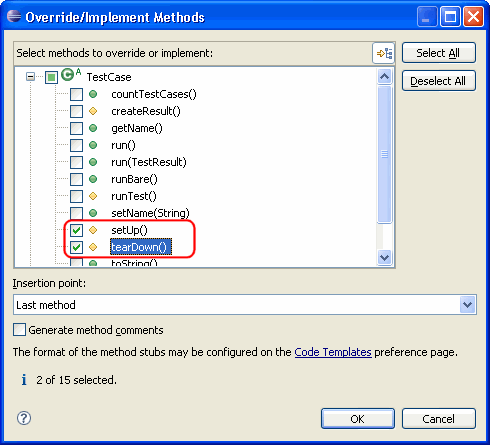 Override/Implement Methods
Select methods to override or implement:
Select All
Deselect All
A TestCase
countTestCases()
createResult()
getName()
run()
run(TestResult)
runBare()
runTest()
setName(String)
setUp()
tearDown()
toString()
Insertion point:
Last method
Generate method comments
The format of the method stubs may be configured on the Code Templates preference page.
2 of 15 selected.
OK
Cancel